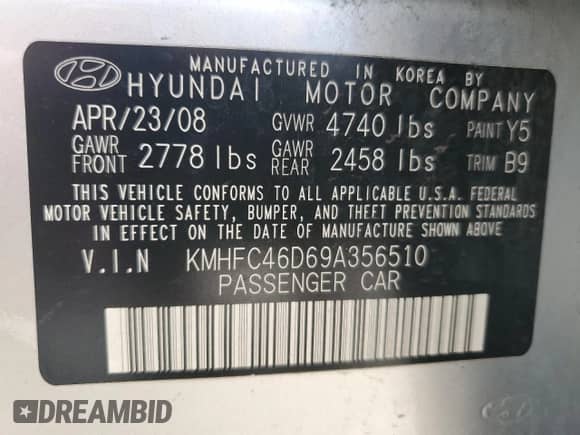 MANUFACTURED IN KOREA BY
HYUNDAI MOTOR COMPANY
APR/23/08 GVWR 4740 lbs PAINT Y5
GAWR FRONT 2778 lbs GAWR REAR 2458 lbs TRIM B9
THIS VEHICLE CONFORMS TO ALL APPLICABLE U.S.A. FEDERAL
MOTOR VEHICLE SAFETY, BUMPER, AND THEFT PREVENTION STANDARDS
IN EFFECT ON THE DATE OF MANUFACTURE SHOWN ABOVE
V.I.N KMHFC46D69A356510
PASSENGER CAR
DREAMBID